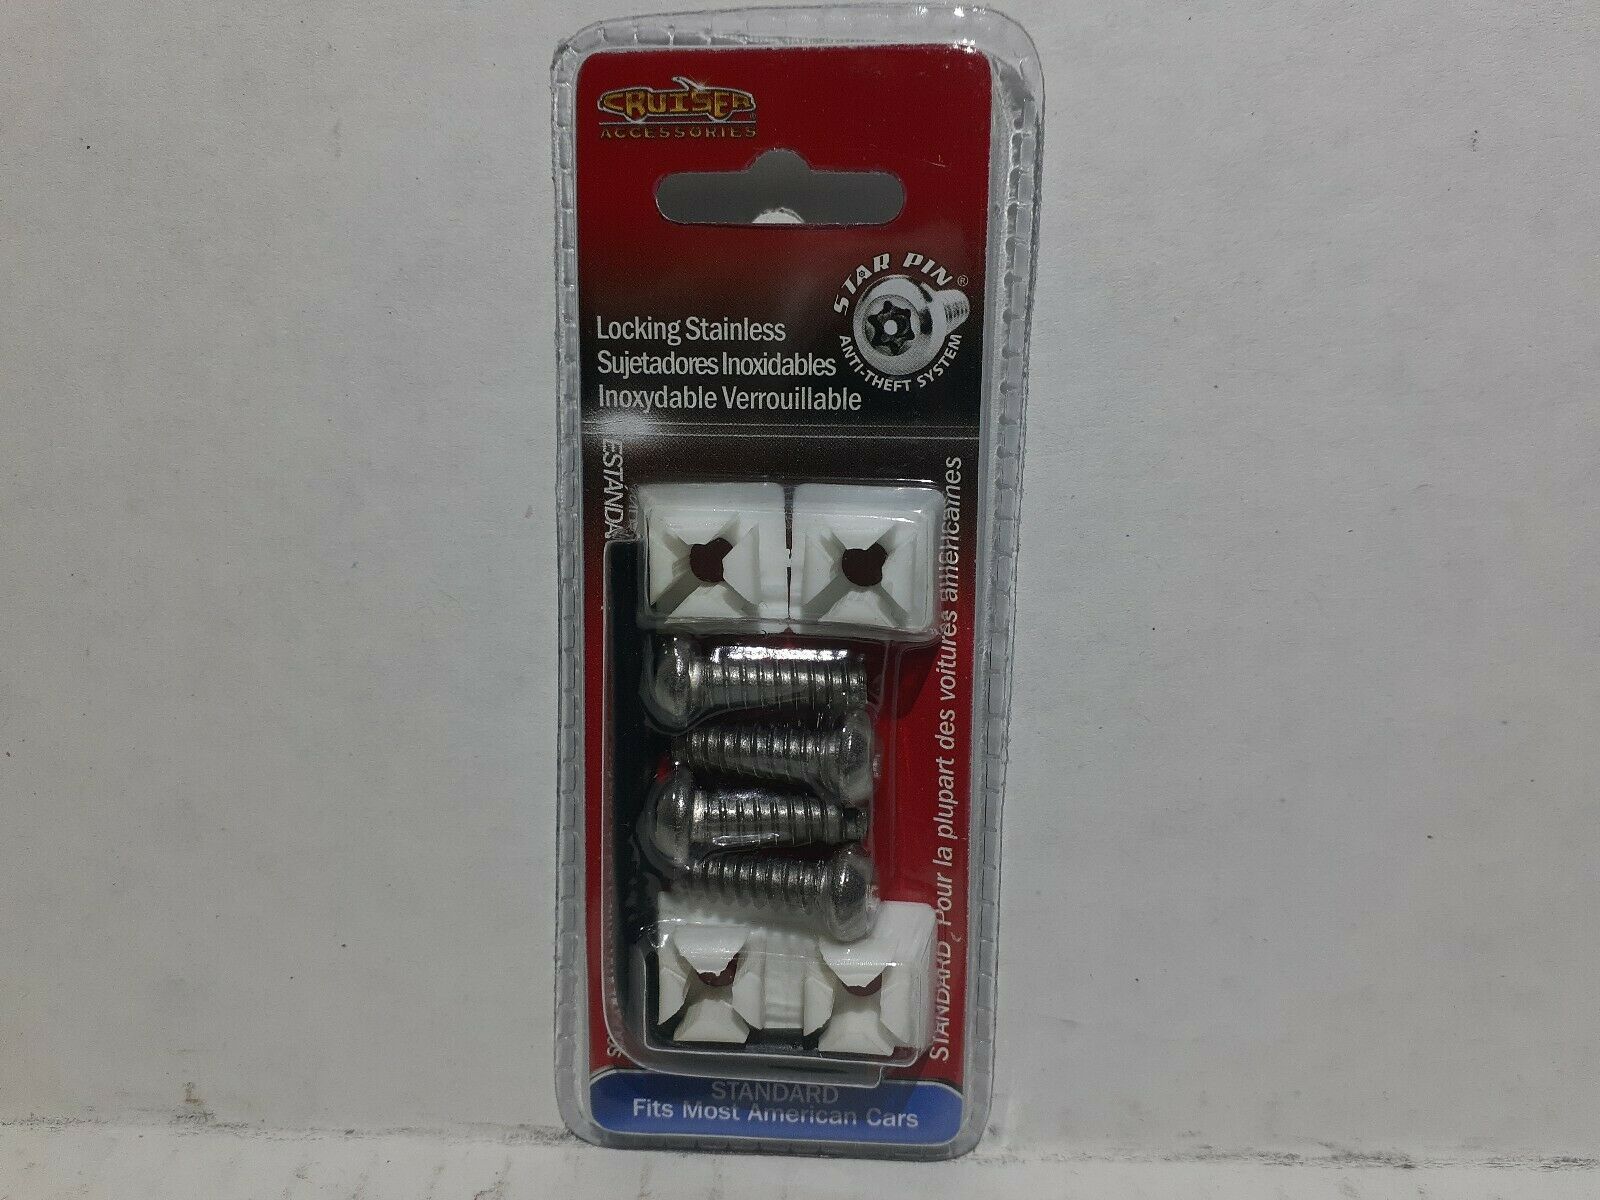 CRUISER
ACCESSORIES
STAR PIN®
ANTI-THEFT SYSTEM
Locking Stainless
Sujetadores Inoxidables
Inoxydable Verrouillable
STANDARD Pour la plupart des voitures américaines
STANDARD
Fits Most American Cars